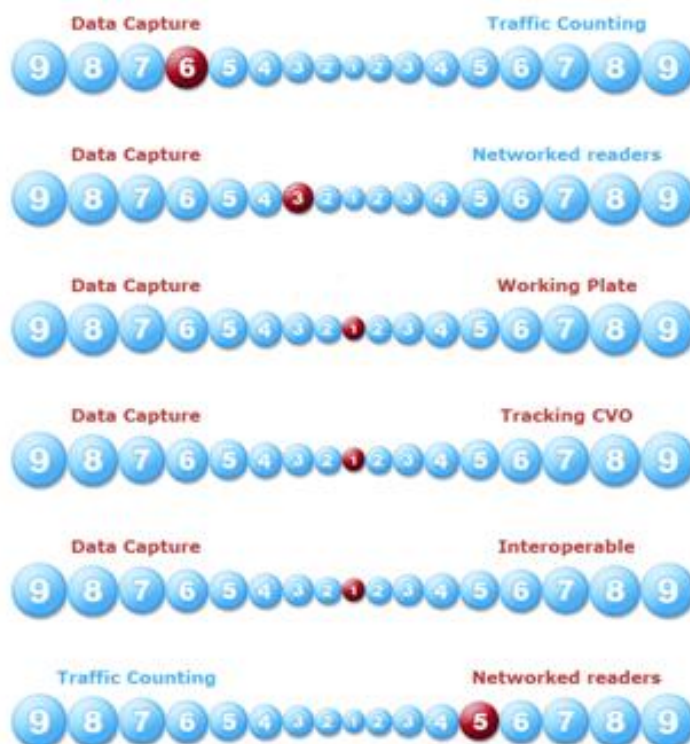 Data Capture Traffic Counting
9 8 7 6 5 4 3 2 1 2 3 4 5 6 7 8 9
Data Capture Networked readers
9 8 7 6 5 4 3 2 1 2 3 4 5 6 7 8 9
Data Capture Working Plate
9 8 7 6 5 4 3 2 1 2 3 4 5 6 7 8 9
Data Capture Tracking CVO
9 8 7 6 5 4 3 2 1 2 3 4 5 6 7 8 9
Data Capture Interoperable
9 8 7 6 5 4 3 2 1 2 3 4 5 6 7 8 9
Traffic Counting Networked readers
9 8 7 6 5 4 3 2 1 2 3 4 5 6 7 8 9